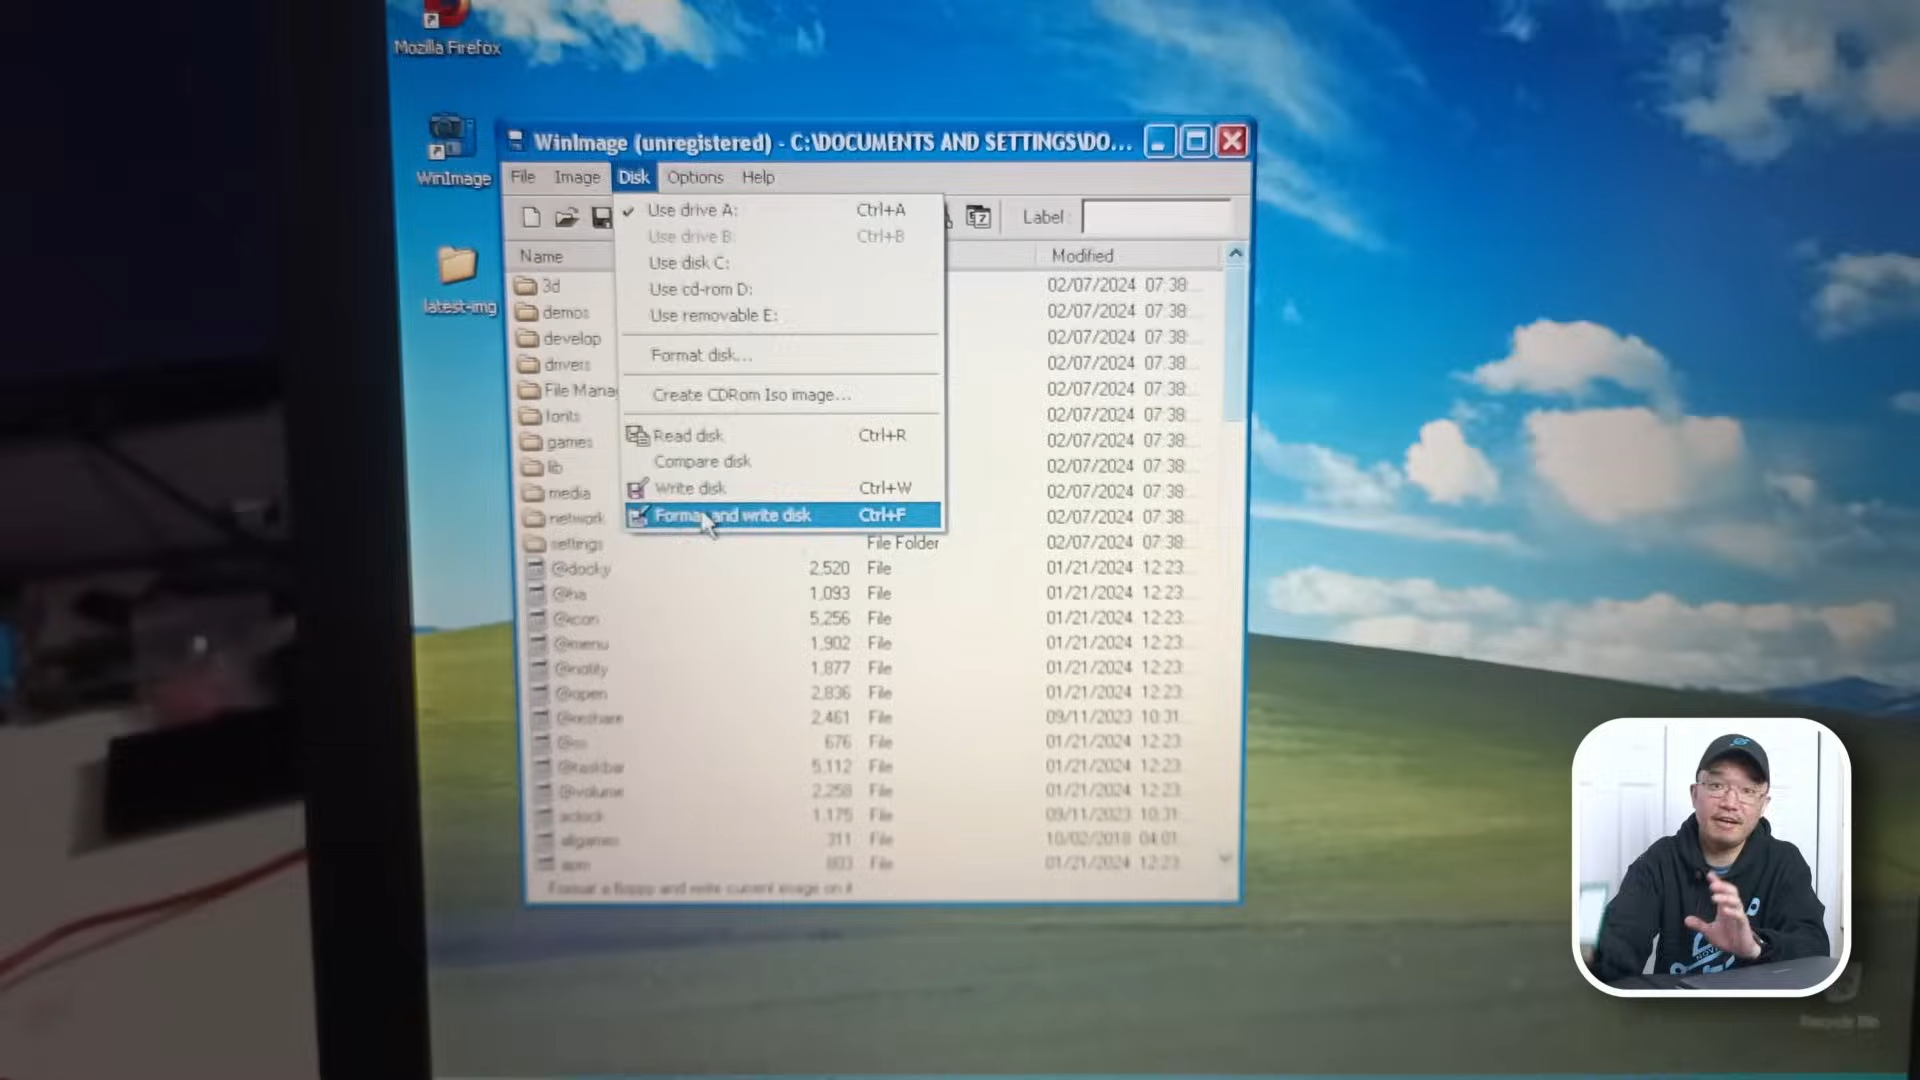 Mozilla Firefox
WinImage
latest-img
WinImage (unregistered) - C:\DOCUMENTS AND SETTINGS\DO...
File Image Disk Options Help
Label
Use drive A: Ctrl+A
Use drive B: Ctrl+B
Use disk C:
Use cd-rom D:
Use removable E:
Format disk...
Create CDRom Iso image...
Read disk Ctrl+R
Compare disk
Write disk Ctrl+W
Format and write disk Ctrl+F
Name Modified
3d 02/07/2024 07:38
demos 02/07/2024 07:38
develop 02/07/2024 07:38
drivers 02/07/2024 07:38
File Mana 02/07/2024 07:38
fonts 02/07/2024 07:38
games 02/07/2024 07:38
lib 02/07/2024 07:38
media 02/07/2024 07:38
network 02/07/2024 07:38
settings File Folder 02/07/2024 07:38
@docky 2,520 File 01/21/2024 12:23
@ha 1,093 File 01/21/2024 12:23
@icon 5,256 File 01/21/2024 12:23
@menu 1,902 File 01/21/2024 12:23
@notify 1,877 File 01/21/2024 12:23
@open 2,836 File 01/21/2024 12:23
2,461 File 09/11/2023 10:31
@ss 676 File 01/21/2024 12:23
@taskbar 5,112 File 01/21/2024 12:23
@volume 2,258 File 01/21/2024 12:23
aclock 1,175 File 09/11/2023 10:31
allgames 311 File 10/02/2018 04:01
apm 803 File 01/21/2024 12:23
Format a floppy and write current image on it
Recycle Bin